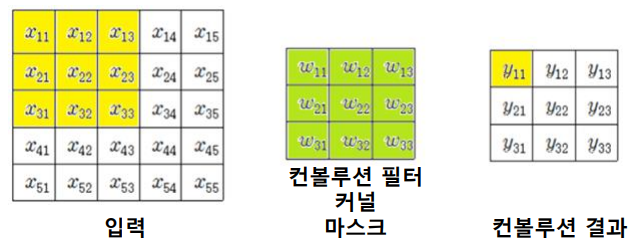 x11 x12 x13 x14 x15
x21 x22 x23 x24 x25
x31 x32 x33 x34 x35
x41 x42 x43 x44 x45
x51 x52 x53 x54 x55
입력
w11 w12 w13
w21 w22 w23
w31 w32 w33
컨볼루션 필터
커널
마스크
y11 y12 y13
y21 y22 y23
y31 y32 y33
컨볼루션 결과